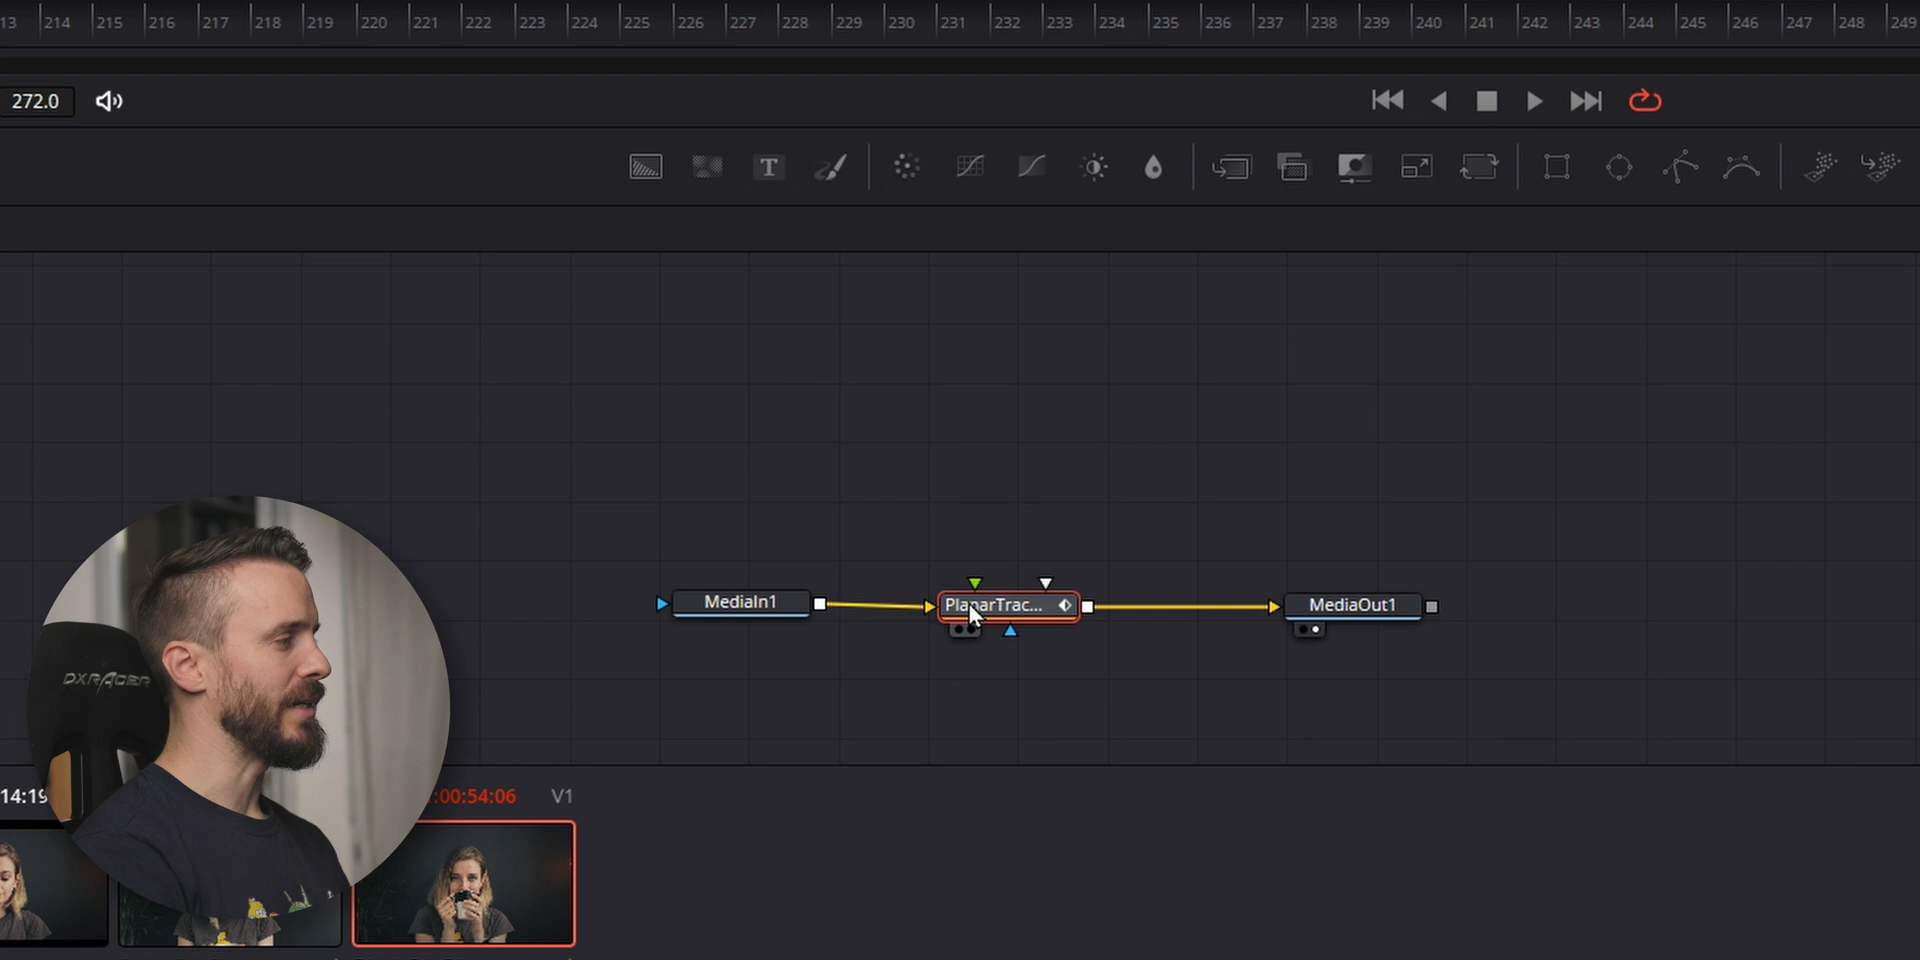 13 214 215 216 217 218 219 220 221 222 223 224 225 226 227 228 229 230 231 232 233 234 235 236 237 238 239 240 241 242 243 244 245 246 247 248 249
272.0
T
MediaIn1
PlanarTrac...
MediaOut1
DXRACER
14:19
:00:54:06 V1